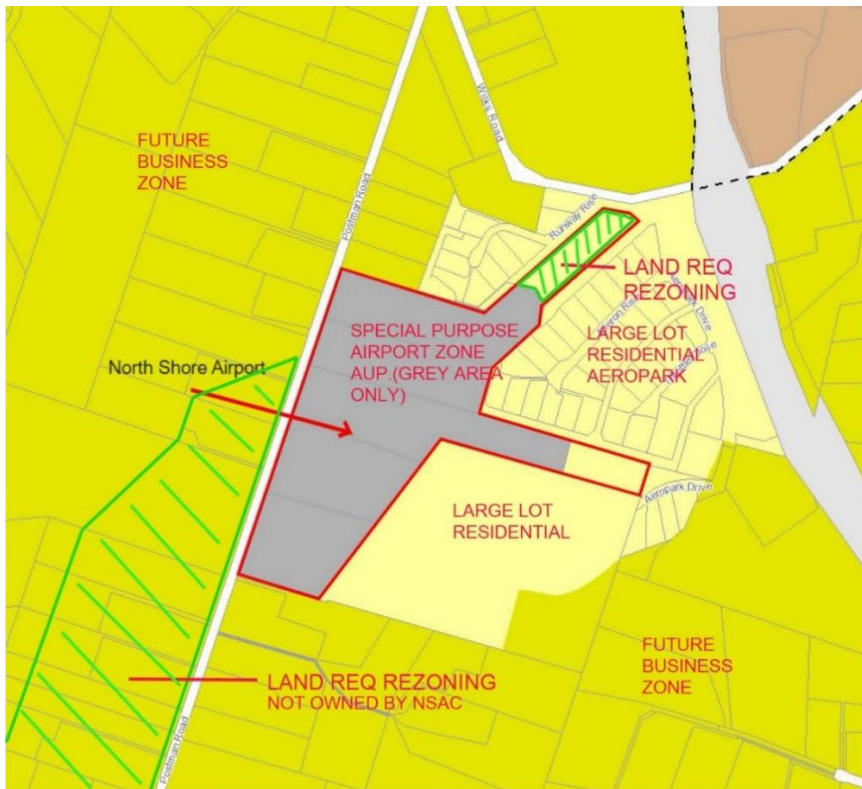 Wilks Road
FUTURE
BUSINESS
ZONE
Postman Road
Runway Rise
LAND REQ
REZONING
Aeropark Drive
SPECIAL PURPOSE
AIRPORT ZONE
AUP.(GREY AREA
ONLY)
LARGE LOT
RESIDENTIAL
AEROPARK
North Shore Airport
LARGE LOT
RESIDENTIAL
Aeropark Drive
FUTURE
BUSINESS
ZONE
LAND REQ REZONING
NOT OWNED BY NSAC
Postman Road